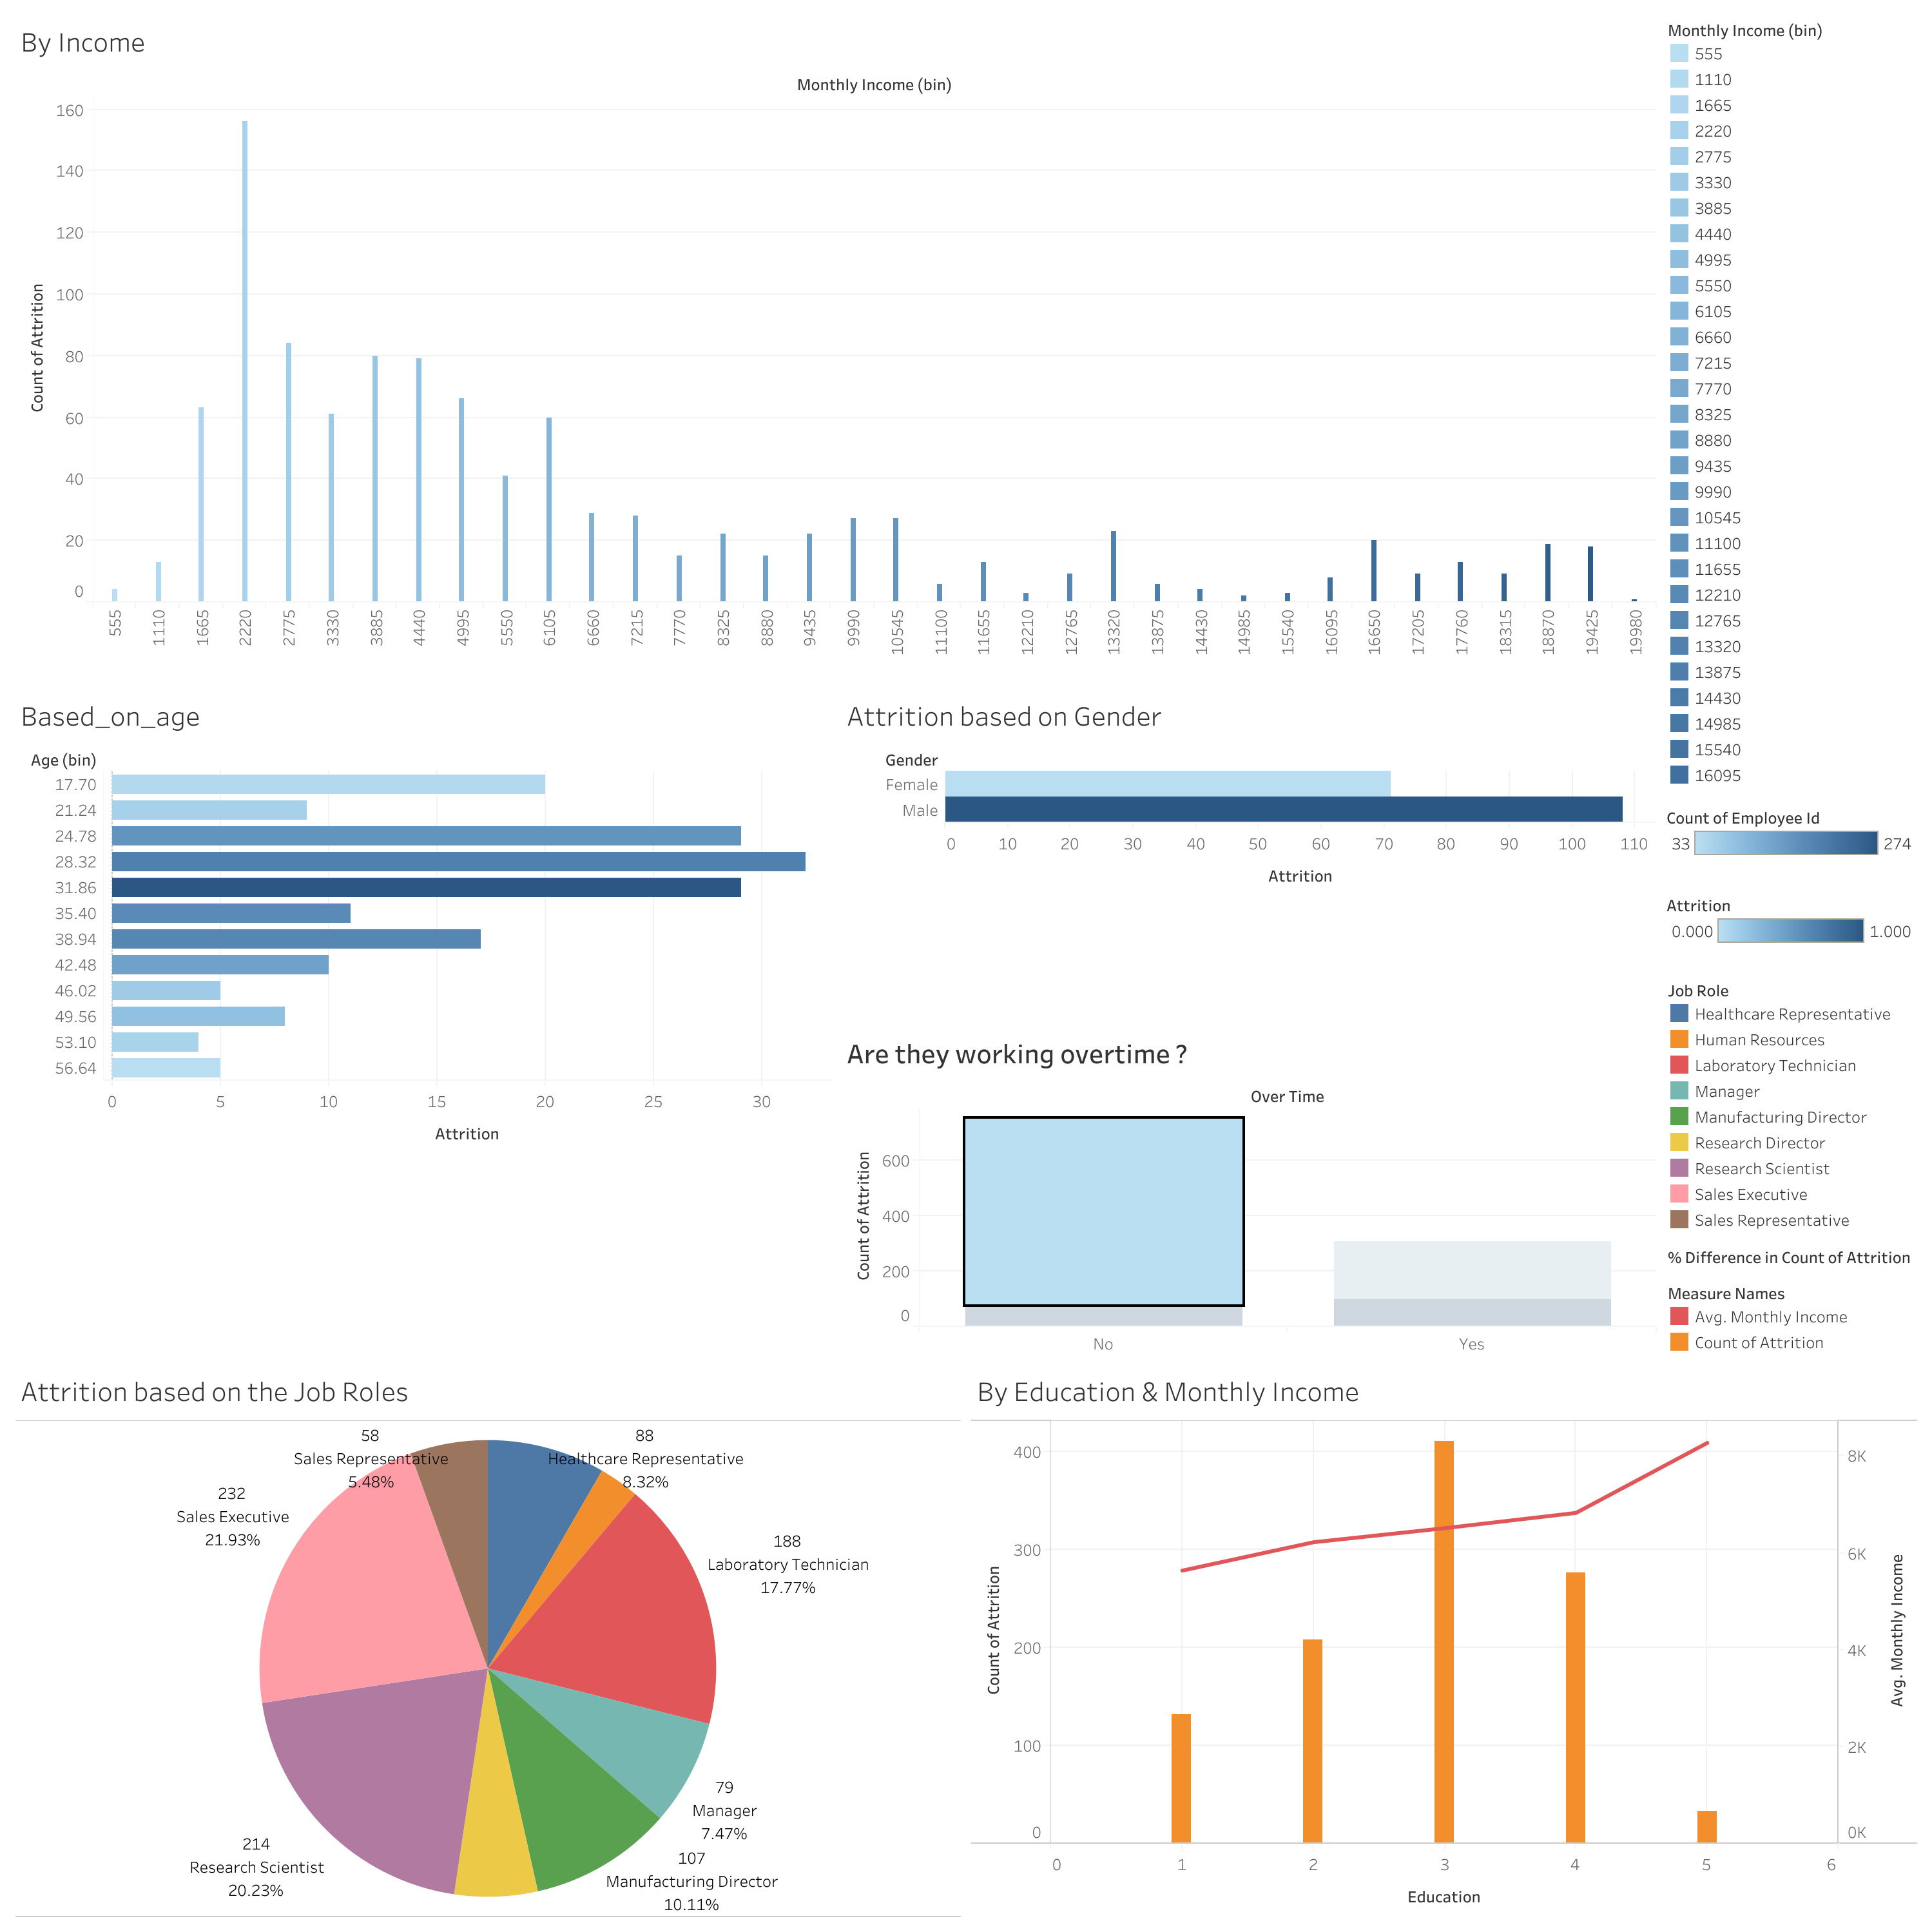 By Income
Monthly Income (bin)
Count of Attrition
160
140
120
100
80
60
40
20
0
555 1110 1665 2220 2775 3330 3885 4440 4995 5550 6105 6660 7215 7770 8325 8880 9435 9990 10545 11100 11655 12210 12765 13320 13875 14430 14985 15540 16095 16650 17205 17760 18315 18870 19425 19980
Monthly Income (bin)
555
1110
1665
2220
2775
3330
3885
4440
4995
5550
6105
6660
7215
7770
8325
8880
9435
9990
10545
11100
11655
12210
12765
13320
13875
14430
14985
15540
16095
Based_on_age
Age (bin)
17.70
21.24
24.78
28.32
31.86
35.40
38.94
42.48
46.02
49.56
53.10
56.64
0 5 10 15 20 25 30
Attrition
Attrition based on Gender
Gender
Female
Male
0 10 20 30 40 50 60 70 80 90 100 110
Attrition
Count of Employee Id
33 274
Attrition
0.000 1.000
Are they working overtime ?
Over Time
Count of Attrition
600
400
200
0
No Yes
Job Role
Healthcare Representative
Human Resources
Laboratory Technician
Manager
Manufacturing Director
Research Director
Research Scientist
Sales Executive
Sales Representative
% Difference in Count of Attrition
Measure Names
Avg. Monthly Income
Count of Attrition
Attrition based on the Job Roles
58
Sales Representative
5.48%
88
Healthcare Representative
8.32%
232
Sales Executive
21.93%
188
Laboratory Technician
17.77%
79
Manager
7.47%
107
Manufacturing Director
10.11%
214
Research Scientist
20.23%
By Education & Monthly Income
Count of Attrition
400
300
200
100
0
0 1 2 3 4 5 6
Education
8K
6K
4K
2K
0K
Avg. Monthly Income